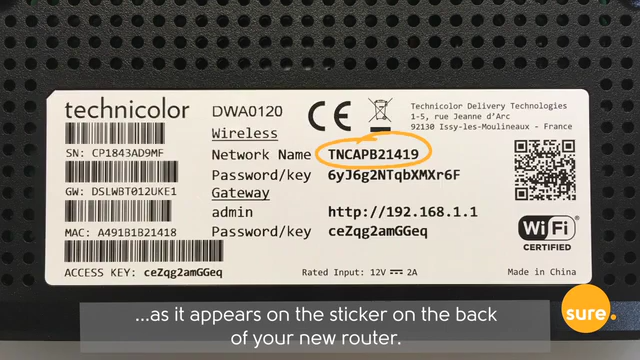 technicolor
DWA0120
Technicolor Delivery Technologies
1-5, rue Jeanne d'Arc
92130 Issy-les-Moulineaux - France
Wireless
SN: CP1843AD9MF
Network Name TNCAPB21419
Password/key 6yJ6g2NTqbXMXr6F
GW: DSLWBT012UKE1
Gateway
admin http://192.168.1.1
MAC: A491B1B21418
Password/key ceZqg2amGGeq
Wi Fi
CERTIFIED
ACCESS KEY: ceZqg2amGGeq
Rated Input: 12V ⎓ 2A
Made in China
...as it appears on the sticker on the back
of your new router.
sure.